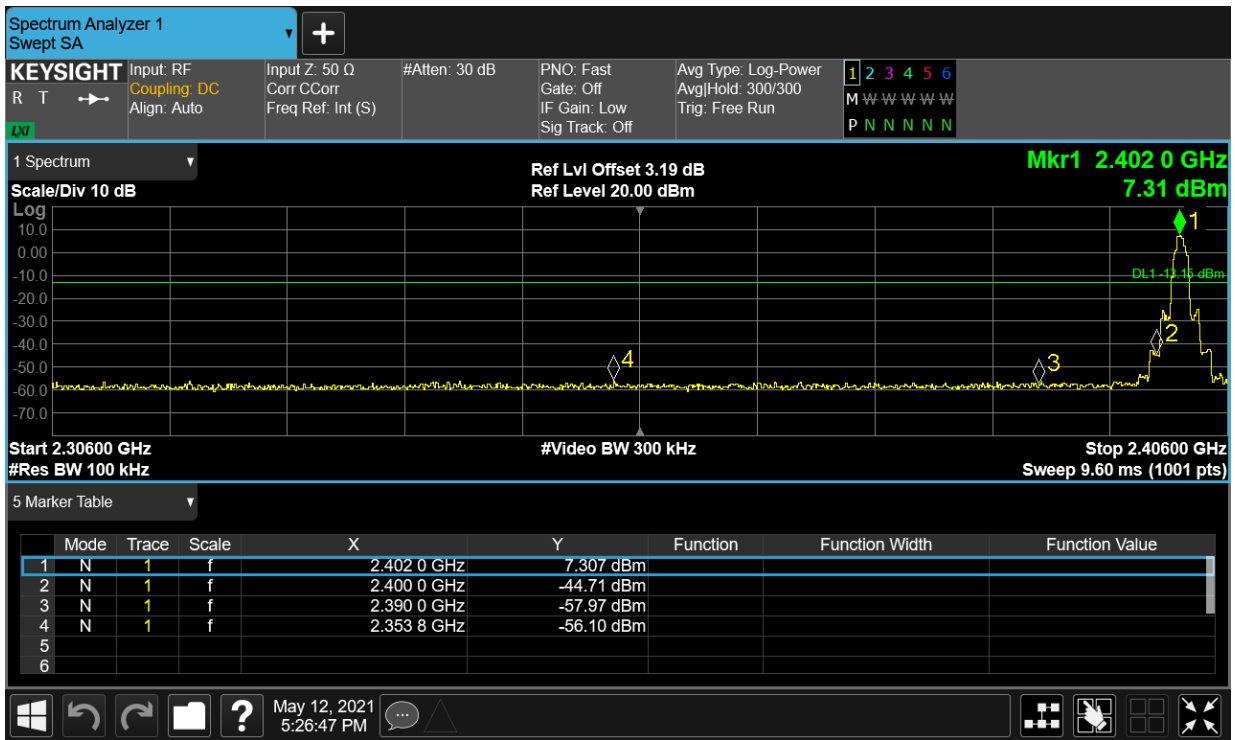 Spectrum Analyzer 1
Swept SA
KEYSIGHT
R T
LXI
Input: RF
Coupling: DC
Align: Auto
Input Z: 50 Ω
Corr CCorr
Freq Ref: Int (S)
#Atten: 30 dB
PNO: Fast
Gate: Off
IF Gain: Low
Sig Track: Off
Avg Type: Log-Power
Avg|Hold: 300/300
Trig: Free Run
1 2 3 4 5 6
M W W W W W
P N N N N N
1 Spectrum
Scale/Div 10 dB
Ref Lvl Offset 3.19 dB
Ref Level 20.00 dBm
Mkr1 2.402 0 GHz
7.31 dBm
Log
10.0
0.00
-10.0
-20.0
-30.0
-40.0
-50.0
-60.0
-70.0
1
DL1 -13.15 dBm
2
4
3
Start 2.30600 GHz
#Video BW 300 kHz
Stop 2.40600 GHz
#Res BW 100 kHz
Sweep 9.60 ms (1001 pts)
5 Marker Table
Mode Trace Scale X Y Function Function Width Function Value
1 N 1 f 2.402 0 GHz 7.307 dBm
2 N 1 f 2.400 0 GHz -44.71 dBm
3 N 1 f 2.390 0 GHz -57.97 dBm
4 N 1 f 2.353 8 GHz -56.10 dBm
5
6
?
May 12, 2021
5:26:47 PM